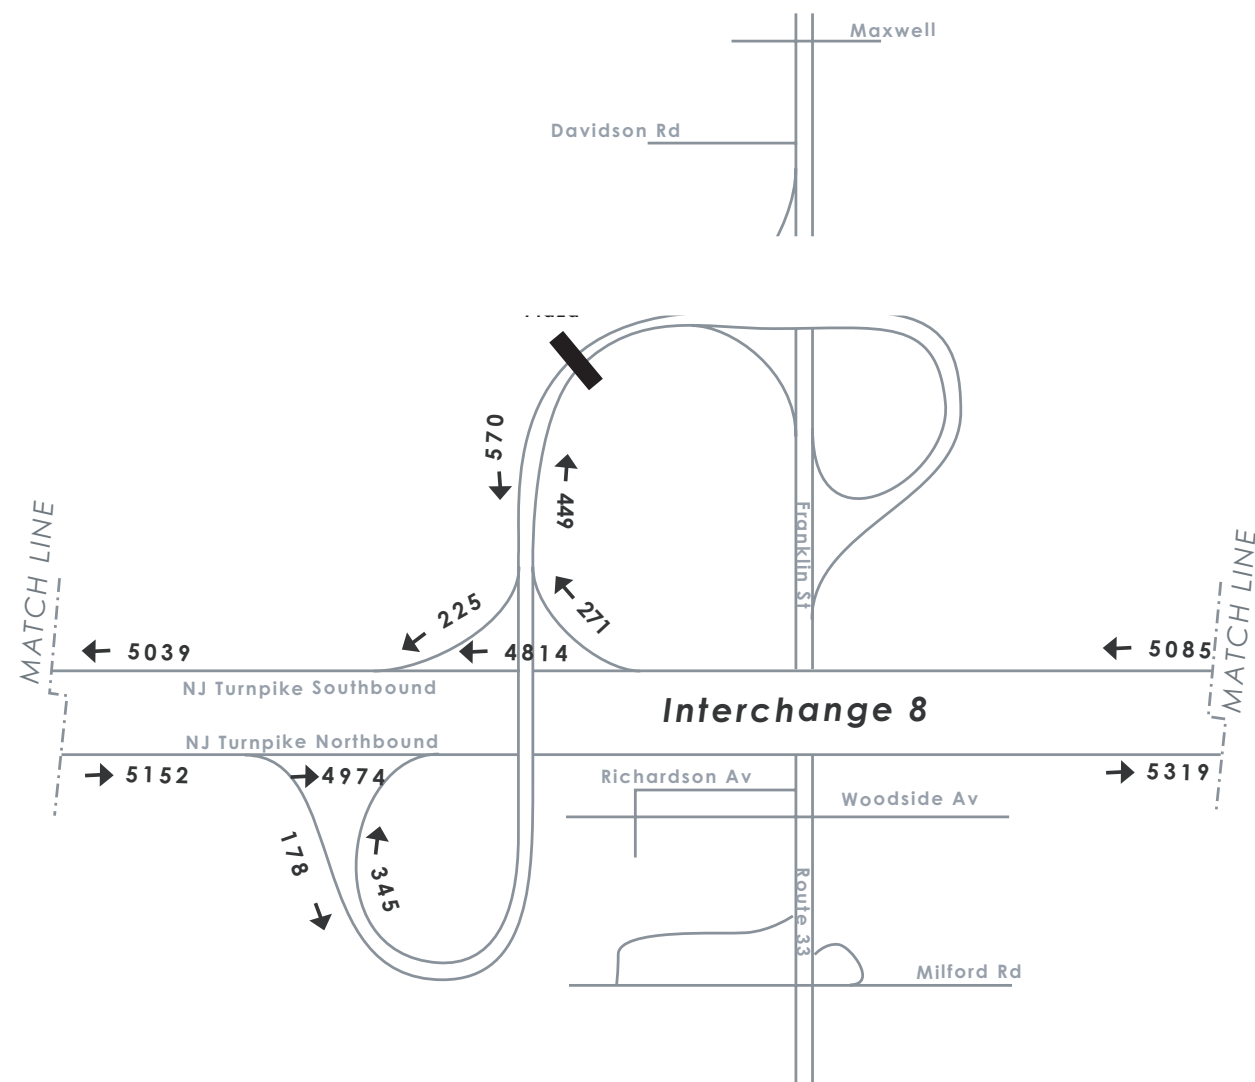 Maxwell
Davidson Rd
570
449
Franklin St
MATCH LINE
MATCH LINE
225
271
5039
4814
5085
NJ Turnpike Southbound
Interchange 8
NJ Turnpike Northbound
5152
4974
Richardson Av
5319
Woodside Av
178
345
Route 33
Milford Rd